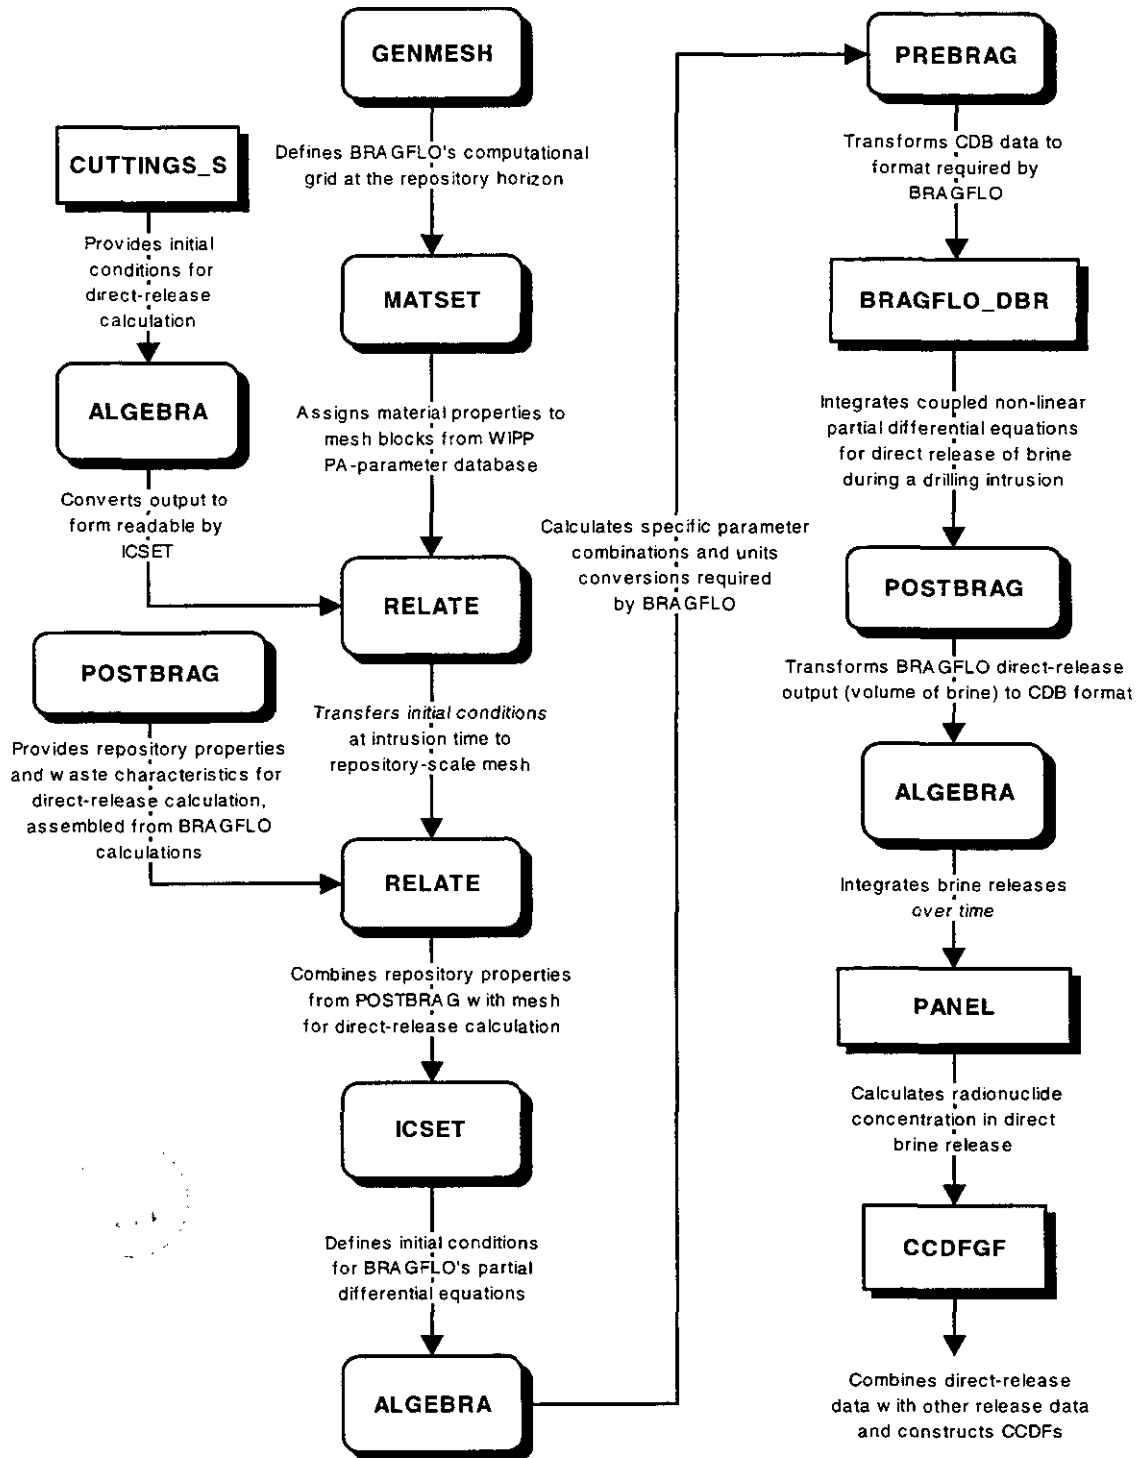 GENMESH
Defines BRAGFLO's computational
grid at the repository horizon
CUTTINGS_S
Provides initial
conditions for
direct-release
calculation
MATSET
ALGEBRA
Assigns material properties to
mesh blocks from WIPP
PA-parameter database
Converts output to
form readable by
ICSET
RELATE
POSTBRAG
Transfers initial conditions
at intrusion time to
repository-scale mesh
Provides repository properties
and waste characteristics for
direct-release calculation,
assembled from BRAGFLO
calculations
RELATE
Combines repository properties
from POSTBRAG with mesh
for direct-release calculation
ICSET
Defines initial conditions
for BRAGFLO's partial
differential equations
ALGEBRA
Calculates specific parameter
combinations and units
conversions required
by BRAGFLO
PREBRAG
Transforms CDB data to
format required by
BRAGFLO
BRAGFLO_DBR
Integrates coupled non-linear
partial differential equations
for direct release of brine
during a drilling intrusion
POSTBRAG
Transforms BRAGFLO direct-release
output (volume of brine) to CDB format
ALGEBRA
Integrates brine releases
over time
PANEL
Calculates radionuclide
concentration in direct
brine release
CCDFGF
Combines direct-release
data with other release data
and constructs CCDFs